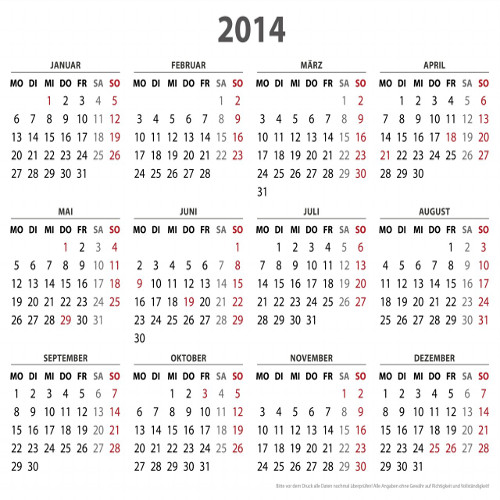 2014
JANUAR FEBRUAR MÄRZ APRIL
MO DI MI DO FR SA SO MO DI MI DO FR SA SO MO DI MI DO FR SA SO MO DI MI DO FR SA SO
1 2 3 4 5 1 2 1 2 1 2 3 4 5 6
6 7 8 9 10 11 12 3 4 5 6 7 8 9 3 4 5 6 7 8 9 7 8 9 10 11 12 13
13 14 15 16 17 18 19 10 11 12 13 14 15 16 10 11 12 13 14 15 16 14 15 16 17 18 19 20
20 21 22 23 24 25 26 17 18 19 20 21 22 23 17 18 19 20 21 22 23 21 22 23 24 25 26 27
27 28 29 30 31 24 25 26 27 28 24 25 26 27 28 29 30 28 29 30
31
MAI JUNI JULI AUGUST
MO DI MI DO FR SA SO MO DI MI DO FR SA SO MO DI MI DO FR SA SO MO DI MI DO FR SA SO
1 2 3 4 1 1 2 3 4 5 6 1 2 3
5 6 7 8 9 10 11 2 3 4 5 6 7 8 7 8 9 10 11 12 13 4 5 6 7 8 9 10
12 13 14 15 16 17 18 9 10 11 12 13 14 15 14 15 16 17 18 19 20 11 12 13 14 15 16 17
19 20 21 22 23 24 25 16 17 18 19 20 21 22 21 22 23 24 25 26 27 18 19 20 21 22 23 24
26 27 28 29 30 31 23 24 25 26 27 28 29 28 29 30 31 25 26 27 28 29 30 31
30
SEPTEMBER OKTOBER NOVEMBER DEZEMBER
MO DI MI DO FR SA SO MO DI MI DO FR SA SO MO DI MI DO FR SA SO MO DI MI DO FR SA SO
1 2 3 4 5 6 7 1 2 3 4 5 1 2 1 2 3 4 5 6 7
8 9 10 11 12 13 14 6 7 8 9 10 11 12 3 4 5 6 7 8 9 8 9 10 11 12 13 14
15 16 17 18 19 20 21 13 14 15 16 17 18 19 10 11 12 13 14 15 16 15 16 17 18 19 20 21
22 23 24 25 26 27 28 20 21 22 23 24 25 26 17 18 19 20 21 22 23 22 23 24 25 26 27 28
29 30 27 28 29 30 31 24 25 26 27 28 29 30 29 30 31
Bitte vor dem Druck alle Daten nochmal überprüfen! Alle Angaben ohne Gewähr auf Richtigkeit und Vollständigkeit!